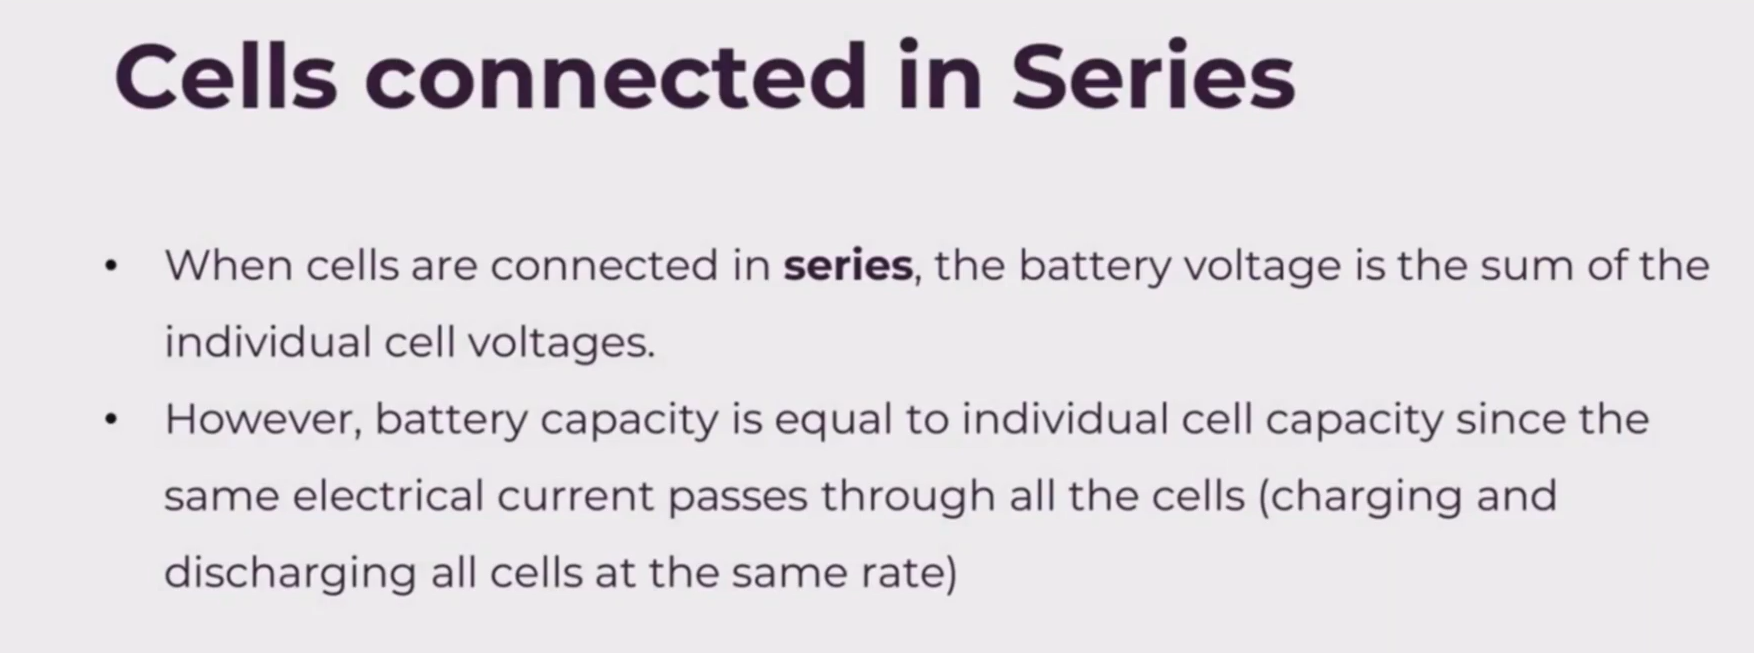 Cells connected in Series
• When cells are connected in series, the battery voltage is the sum of the
individual cell voltages.
• However, battery capacity is equal to individual cell capacity since the
same electrical current passes through all the cells (charging and
discharging all cells at the same rate)